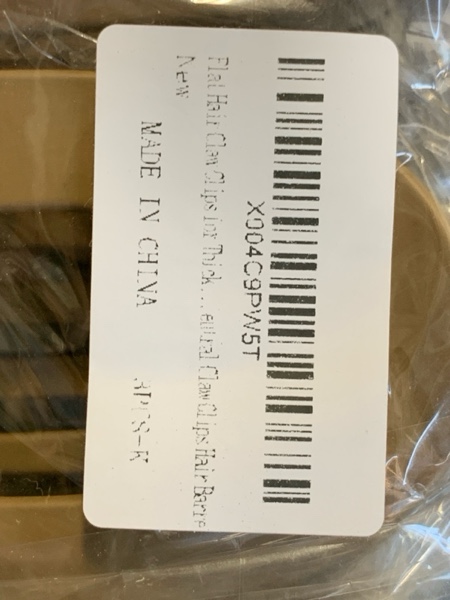 X004C9PW5T
Flat Hair Claw Clips for Thick...eutral Claw Clips Hair Barre
New
MADE IN CHINA 8PCS-K